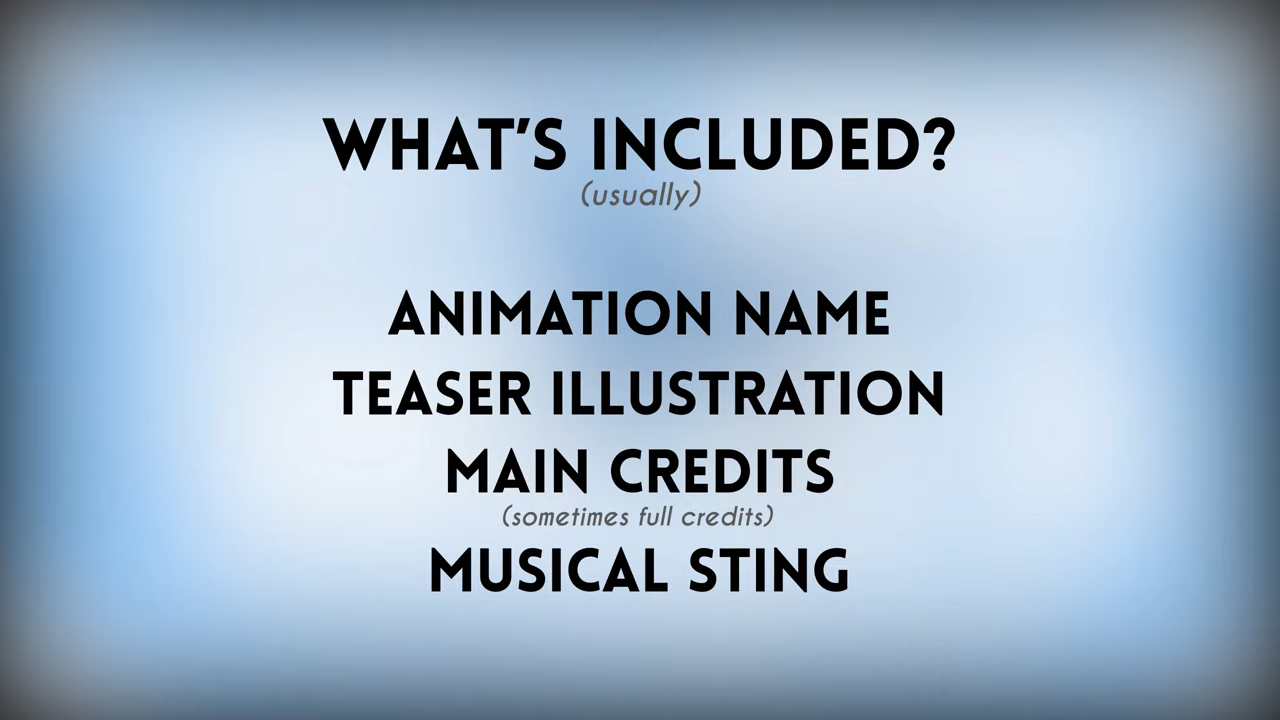 WHAT'S INCLUDED?
(usually)
ANIMATION NAME
TEASER ILLUSTRATION
MAIN CREDITS
(sometimes full credits)
MUSICAL STING